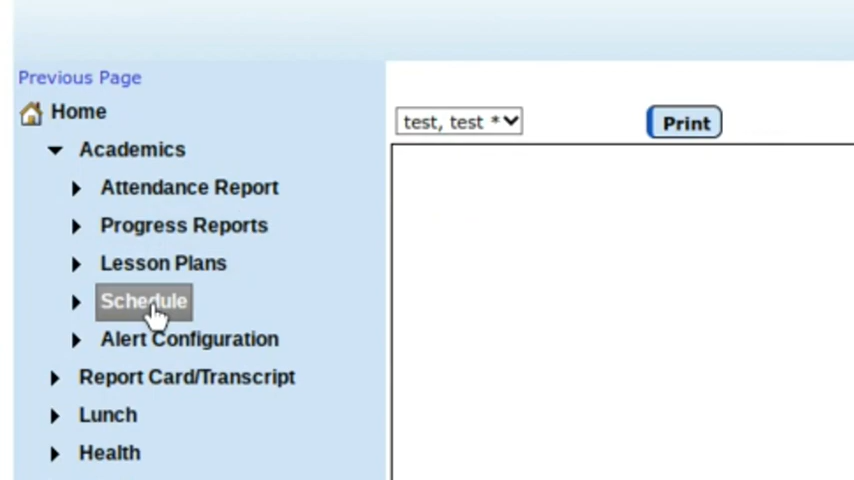 Previous Page
Home
test, test *
Print
Academics
Attendance Report
Progress Reports
Lesson Plans
Schedule
Alert Configuration
Report Card/Transcript
Lunch
Health